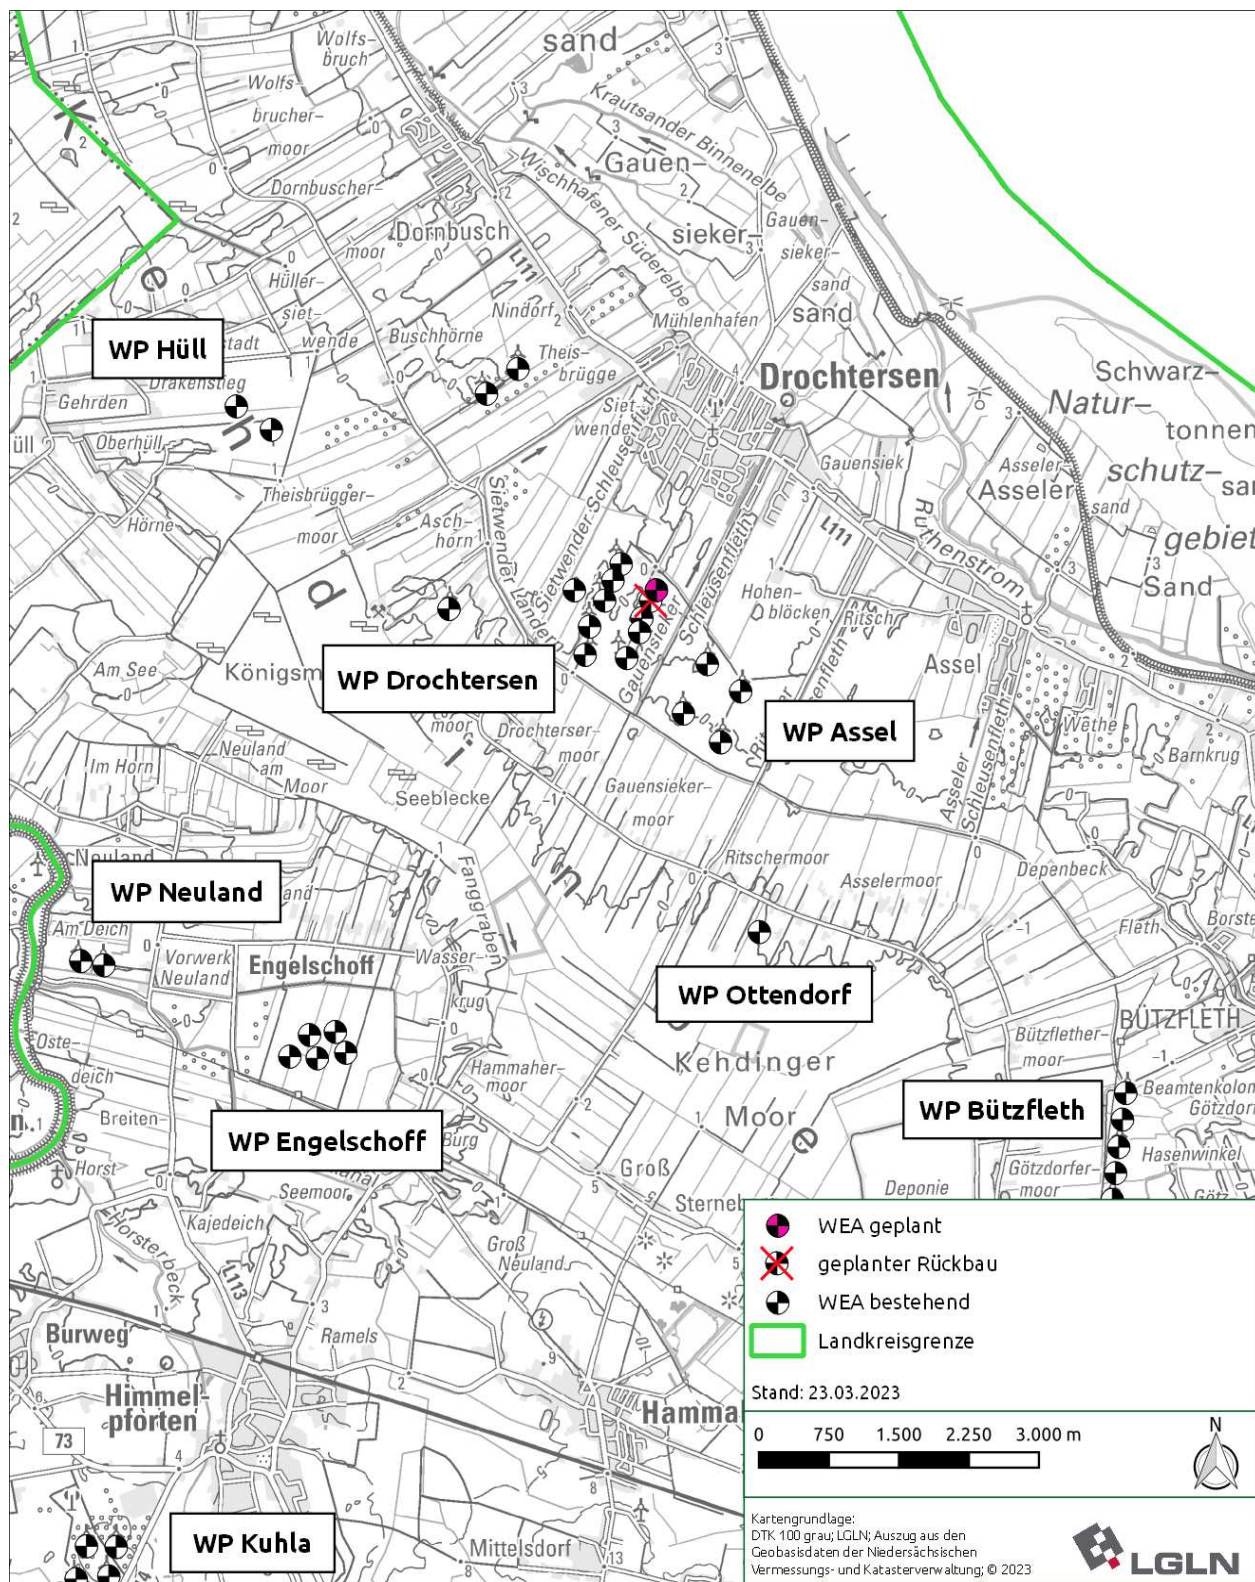 Wolfs-
bruch
sand
Wolfs-
brucher-
moor
Krautsander Binnenelbe
Gauen-
Wischhafener Süderelbe
Dornbuscher-
moor
Dornbusch
sieker-
Gauen-
sieker-
sand
sand
L111
Hüller-
siet-
wende
Nindorf
Mühlenhafen
Buschhörne
Theis-
brügge
WP Hüll
stadt
Drakenstieg
Gehrden
Oberhüll
üll
Hörne
Drochtersen
Siet-
wende
Schwarz-
Natur-
tonnen
schutz-
sa
gebiet
Sand
Asseler-
Asseler
sand
Gauensiek
L111
Ruthenstrom
Theisbrügger-
moor
Asch-
horn
Sietwender Länder
Sietwender Schleusenfleth
Gauensieker
Schleusenfleth
Hohen-
blöcken
Ritsch
Assel
Wethe
Barnkrug
Am See
Königsm
WP Drochtersen
WP Assel
Neuland
am
Moor
Im Horn
moor
Drochterser-
moor
Seeblecke
Gauensieker-
moor
Asseler
Schleusenfleth
Neuland
WP Neuland
and
Fanggraben
Ritschermoor
Asselermoor
Depenbeck
Fleth
Borste
Am Deich
Vorwerk
Neuland
Engelschoff
Wasser-
krug
WP Ottendorf
BÜTZFLETH
Bützflether-
moor
Oste-
deich
Hammaher-
moor
Kehdinger
Moor
Breiten-
WP Engelschoff
Burg
WP Bützfleth
Beamtenkolon
Götzdorf
Hasenwinkel
Götzdorfer-
moor
Götz
Deponie
Horst
Seemoor
Kajedeich
Groß
Sterneb
Horsterbeck
L113
Groß
Neuland
Burweg
Ramels
Himmel-
pforten
73
Hamma
WP Kuhla
Mittelsdorf
WEA geplant
geplanter Rückbau
WEA bestehend
Landkreisgrenze
Stand: 23.03.2023
0 750 1.500 2.250 3.000 m
N
Kartengrundlage:
DTK 100 grau; LGLN; Auszug aus den
Geobasisdaten der Niedersächsischen
Vermessungs- und Katasterverwaltung; © 2023
LGLN